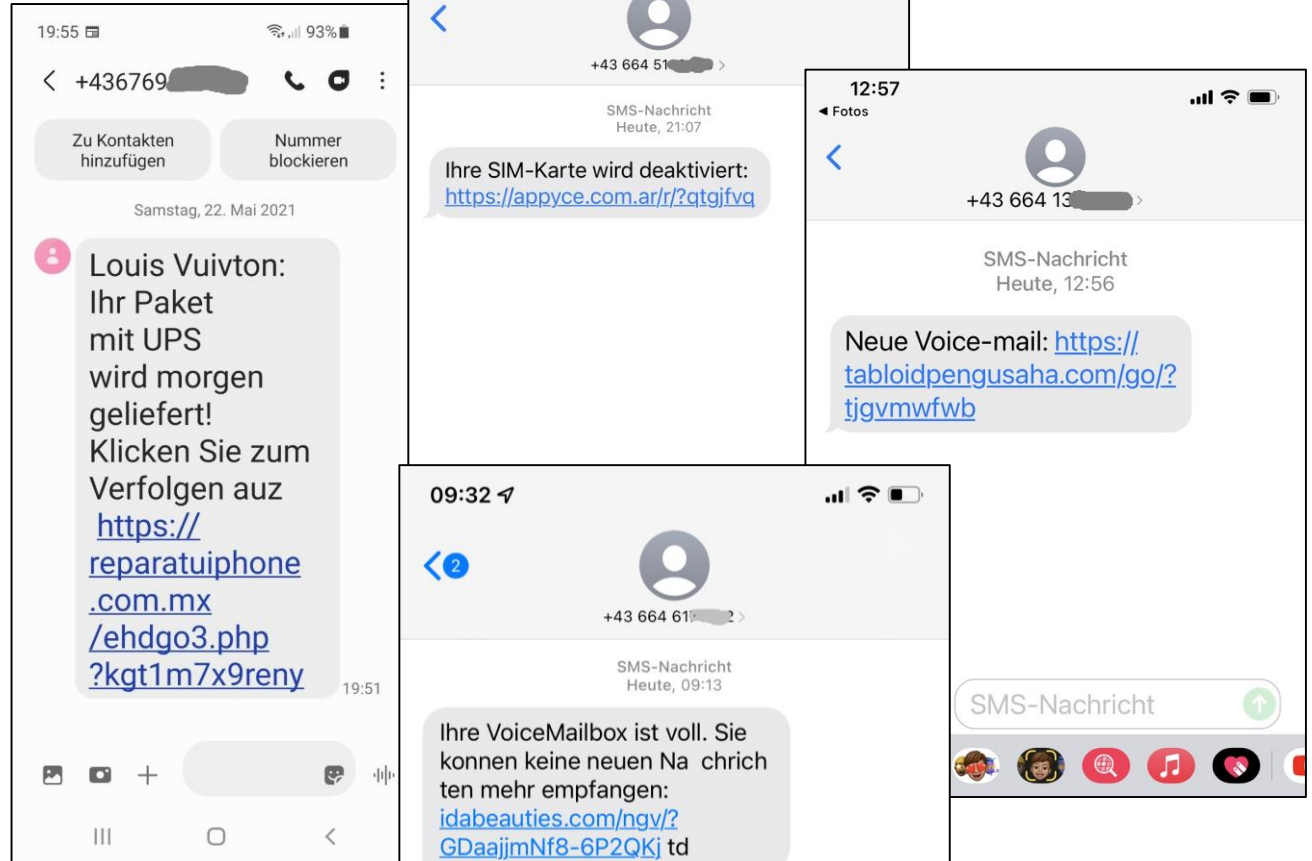 19:55
93%
+436769
Zu Kontakten
hinzufügen
Nummer
blockieren
Samstag, 22. Mai 2021
Louis Vuivton:
Ihr Paket
mit UPS
wird morgen
geliefert!
Klicken Sie zum
Verfolgen auz
https://
reparatuiphone
.com.mx
/ehdgo3.php
?kgt1m7x9reny
19:51
+43 664 51
SMS-Nachricht
Heute, 21:07
Ihre SIM-Karte wird deaktiviert:
https://appyce.com.ar/r/?qtgjfvq
12:57
Fotos
+43 664 13
SMS-Nachricht
Heute, 12:56
Neue Voice-mail: https://
tabloidpengusaha.com/go/?
tjgvmwfwb
SMS-Nachricht
09:32
2
+43 664 61
SMS-Nachricht
Heute, 09:13
Ihre VoiceMailbox ist voll. Sie
konnen keine neuen Na chrich
ten mehr empfangen:
idabeauties.com/ngv/?
GDaajjmNf8-6P2QKj td